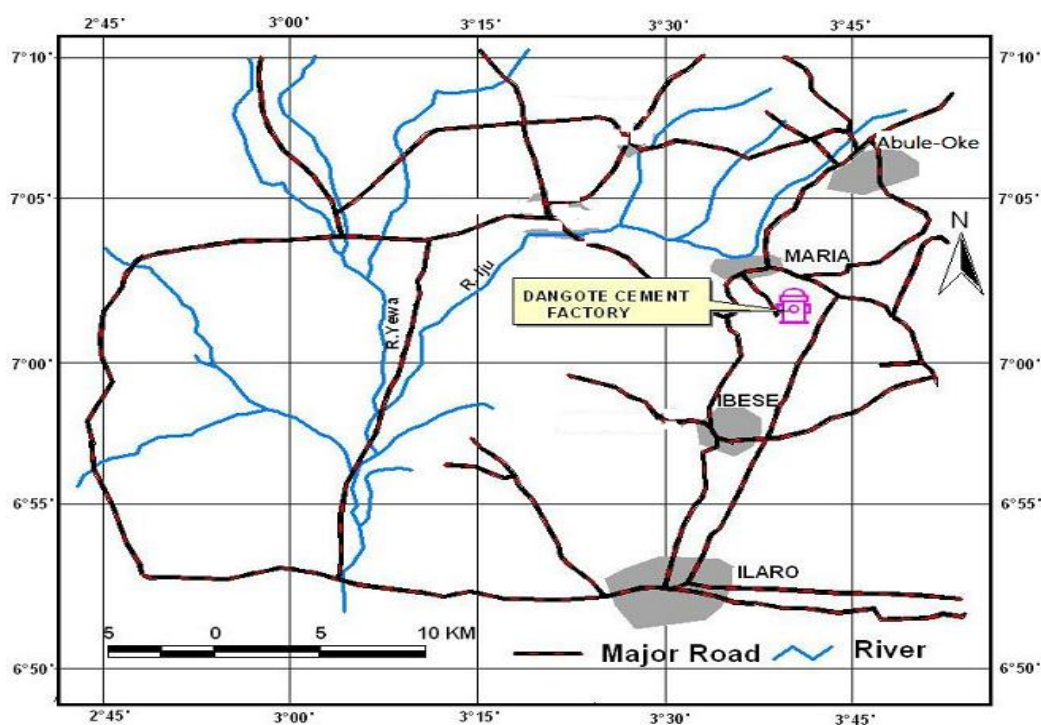 2°45' 3°00' 3°15' 3°30' 3°45'
7°10' 7°10'
Abule-Oke
7°05' 7°05'
N
MARIA
R. Iju
DANGOTE CEMENT
FACTORY
R.Yewa
7°00' 7°00'
IBESE
6°55' 6°55'
ILARO
5 0 5 10 KM
Major Road River
6°50' 6°50'
2°45' 3°00' 3°15' 3°30' 3°45'